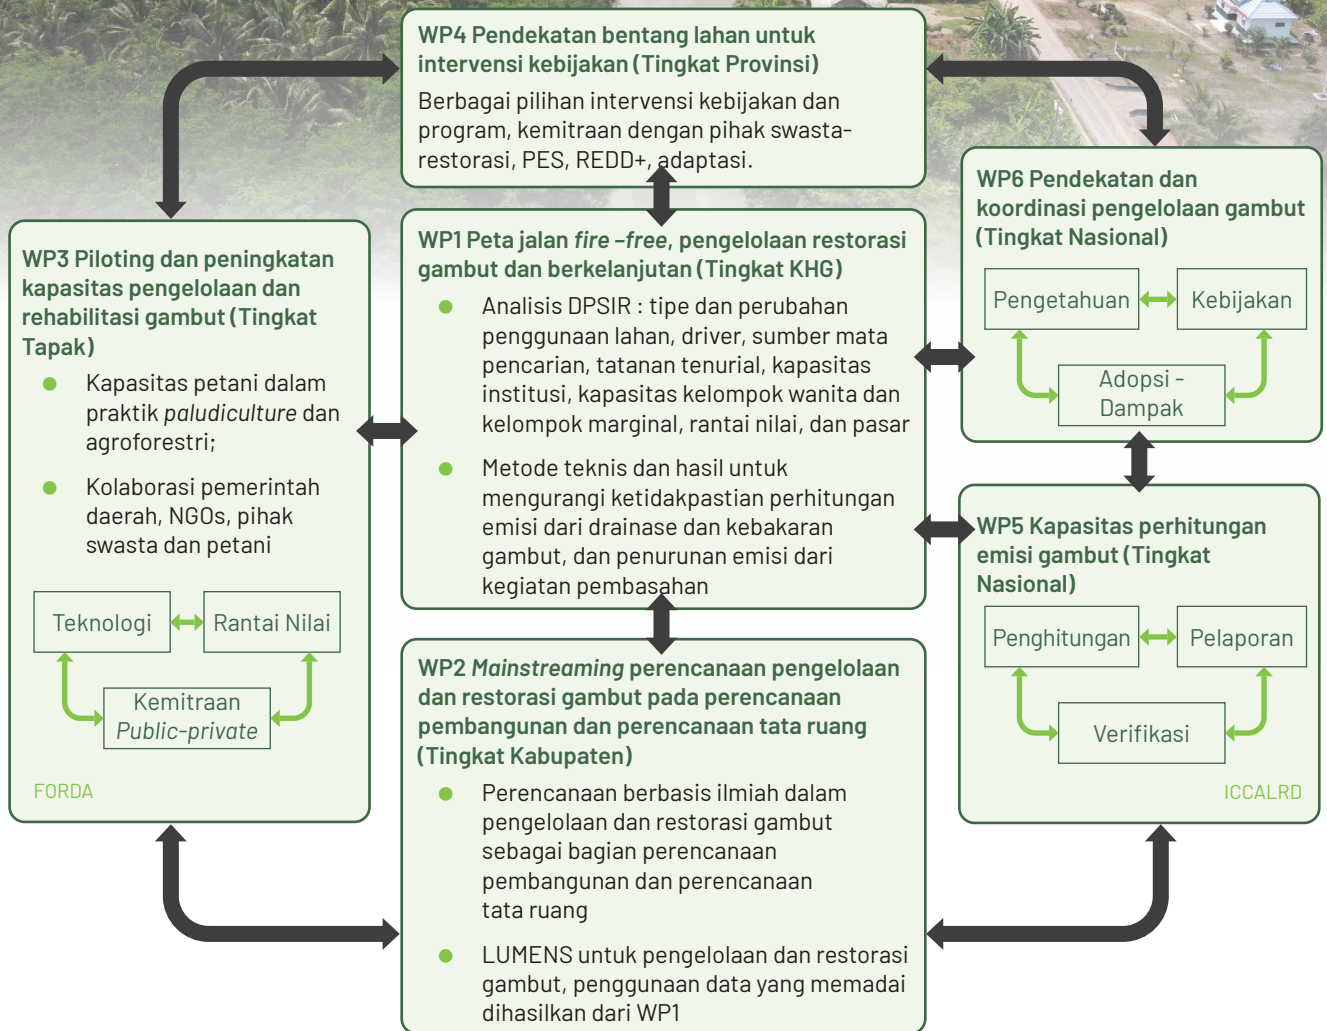 WP4 Pendekatan bentang lahan untuk
intervensi kebijakan (Tingkat Provinsi)
Berbagai pilihan intervensi kebijakan dan
program, kemitraan dengan pihak swasta-
restorasi, PES, REDD+, adaptasi.
WP3 Piloting dan peningkatan
kapasitas pengelolaan dan
rehabilitasi gambut (Tingkat
Tapak)
Kapasitas petani dalam
praktik paludiculture dan
agroforestri;
Kolaborasi pemerintah
daerah, NGOs, pihak
swasta dan petani
Teknologi
Rantai Nilai
Kemitraan
Public-private
FORDA
WP1 Peta jalan fire –free, pengelolaan restorasi
gambut dan berkelanjutan (Tingkat KHG)
Analisis DPSIR : tipe dan perubahan
penggunaan lahan, driver, sumber mata
pencarian, tatanan tenurial, kapasitas
institusi, kapasitas kelompok wanita dan
kelompok marginal, rantai nilai, dan pasar
Metode teknis dan hasil untuk
mengurangi ketidakpastian perhitungan
emisi dari drainase dan kebakaran
gambut, dan penurunan emisi dari
kegiatan pembasahan
WP2 Mainstreaming perencanaan pengelolaan
dan restorasi gambut pada perencanaan
pembangunan dan perencanaan tata ruang
(Tingkat Kabupaten)
Perencanaan berbasis ilmiah dalam
pengelolaan dan restorasi gambut
sebagai bagian perencanaan
pembangunan dan perencanaan
tata ruang
LUMENS untuk pengelolaan dan restorasi
gambut, penggunaan data yang memadai
dihasilkan dari WP1
WP6 Pendekatan dan
koordinasi pengelolaan gambut
(Tingkat Nasional)
Pengetahuan
Kebijakan
Adopsi -
Dampak
WP5 Kapasitas perhitungan
emisi gambut (Tingkat
Nasional)
Penghitungan
Pelaporan
Verifikasi
ICCALRD